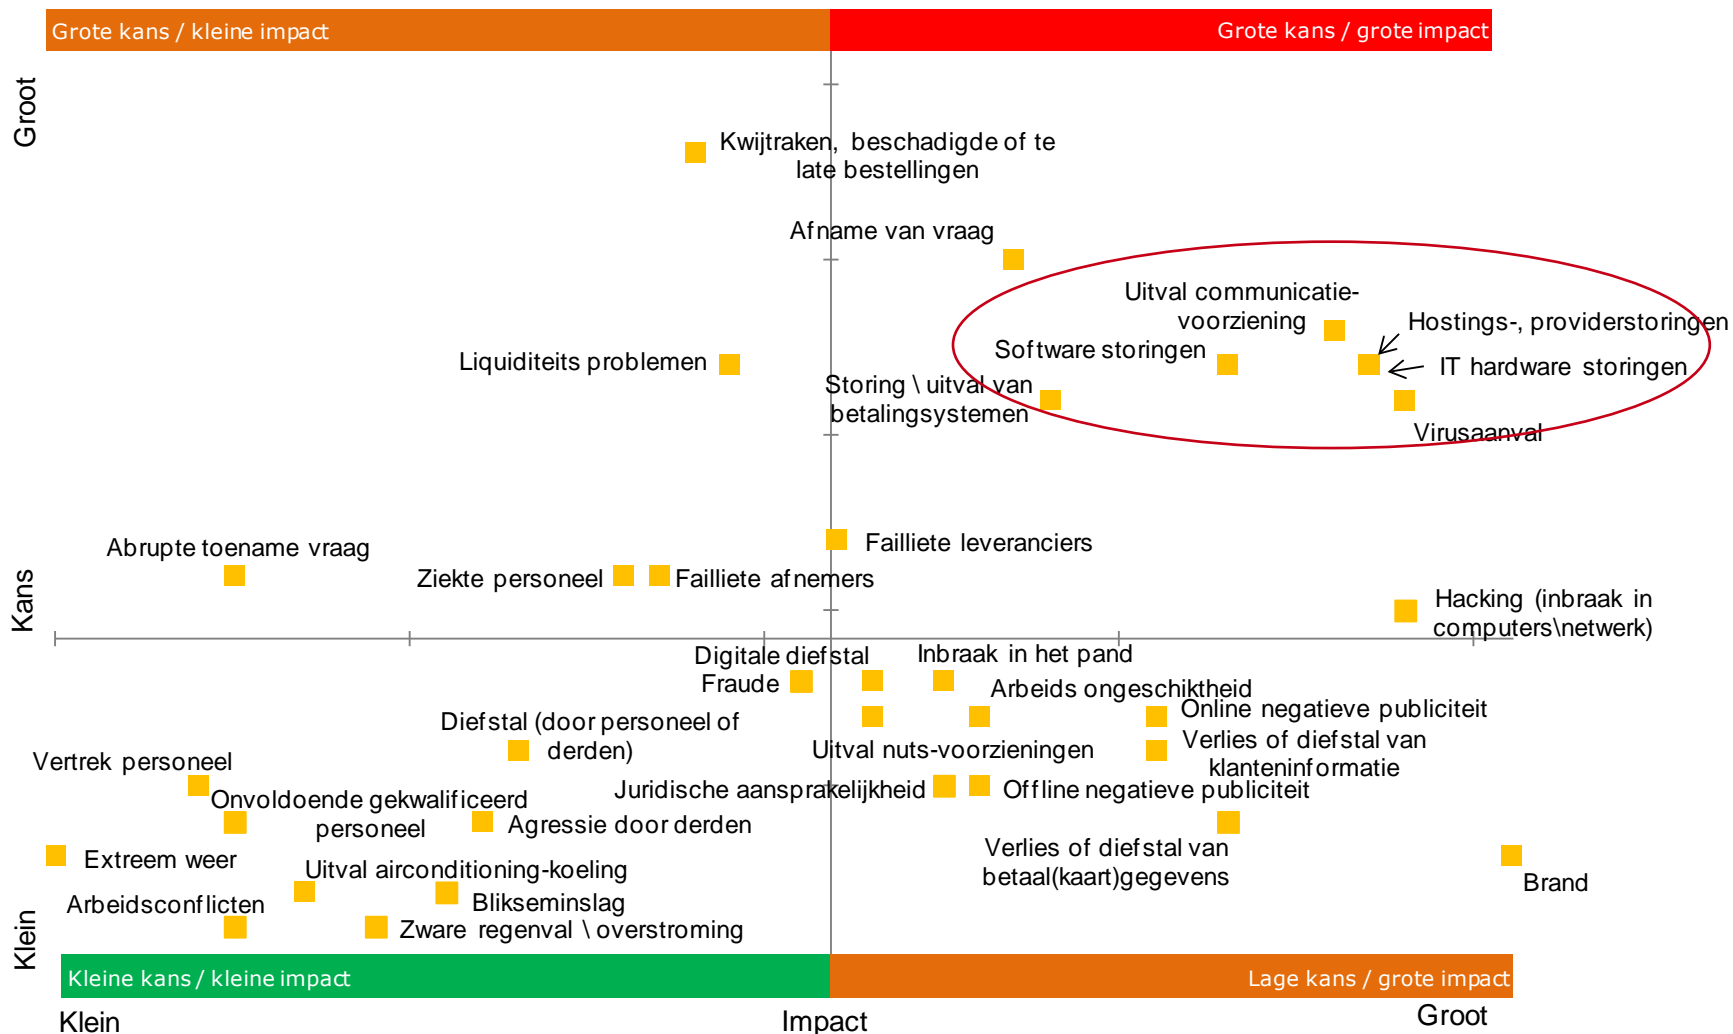 Grote kans / kleine impact
Grote kans / grote impact
Groot
Kwijtraken, beschadigde of te
late bestellingen
Afname van vraag
Uitval communicatie-
voorziening
Hostings-, providerstoringen
Software storingen
IT hardware storingen
Liquiditeits problemen
Storing \ uitval van
betalingsystemen
Virusaanval
Failliete leveranciers
Abrupte toename vraag
Ziekte personeel
Failliete afnemers
Kans
Hacking (inbraak in
computers\netwerk)
Digitale diefstal
Inbraak in het pand
Fraude
Arbeids ongeschiktheid
Diefstal (door personeel of
derden)
Online negatieve publiciteit
Uitval nuts-voorzieningen
Verlies of diefstal van
klanteninformatie
Vertrek personeel
Juridische aansprakelijkheid
Offline negatieve publiciteit
Onvoldoende gekwalificeerd
personeel
Agressie door derden
Verlies of diefstal van
betaal(kaart)gegevens
Extreem weer
Uitval airconditioning-koeling
Brand
Arbeidsconflicten
Blikseminslag
Zware regenval \ overstroming
Klein
Kleine kans / kleine impact
Lage kans / grote impact
Klein
Impact
Groot